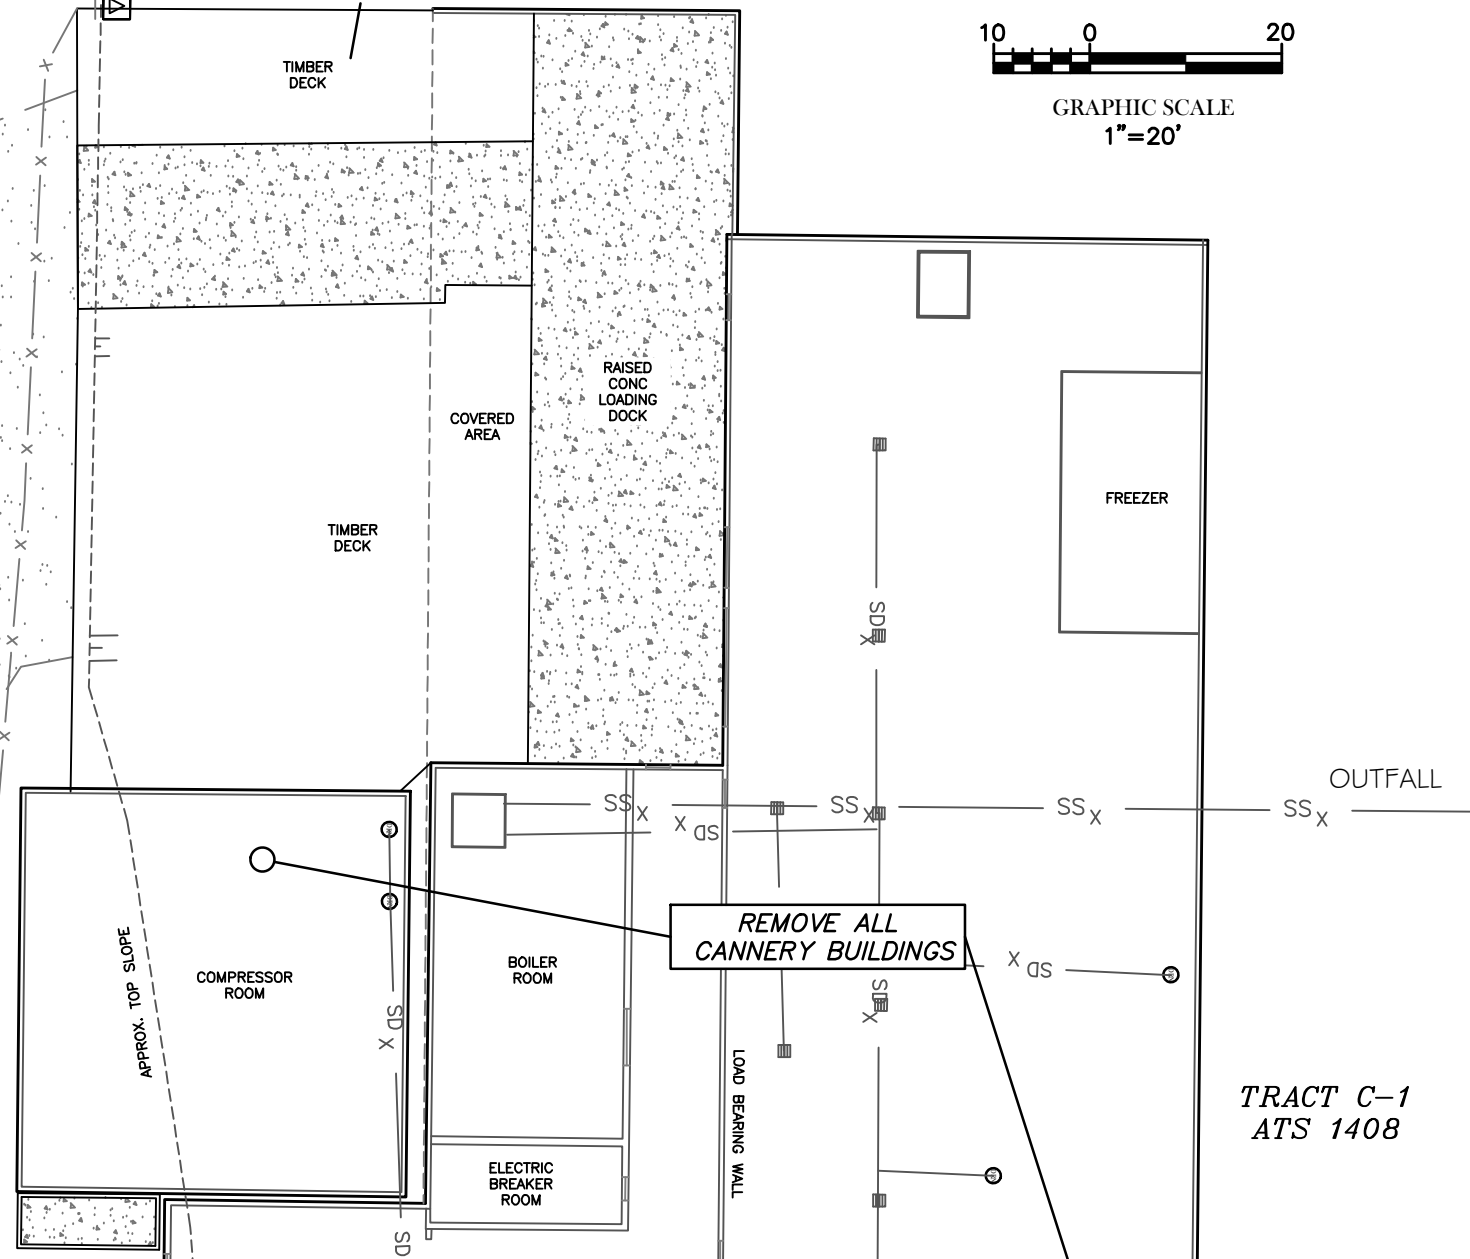 10 0 20
GRAPHIC SCALE
1"=20'
TIMBER
DECK
RAISED
CONC
LOADING
DOCK
COVERED
AREA
FREEZER
TIMBER
DECK
SD
X
OUTFALL
SS X
SS X
SS X
SS X
SD X
REMOVE ALL
CANNERY BUILDINGS
APPROX. TOP SLOPE
COMPRESSOR
ROOM
BOILER
ROOM
SD X
SD X
SD X
LOAD BEARING WALL
TRACT C-1
ATS 1408
ELECTRIC
BREAKER
ROOM
SD
X
X
X
X
X
X
X
X